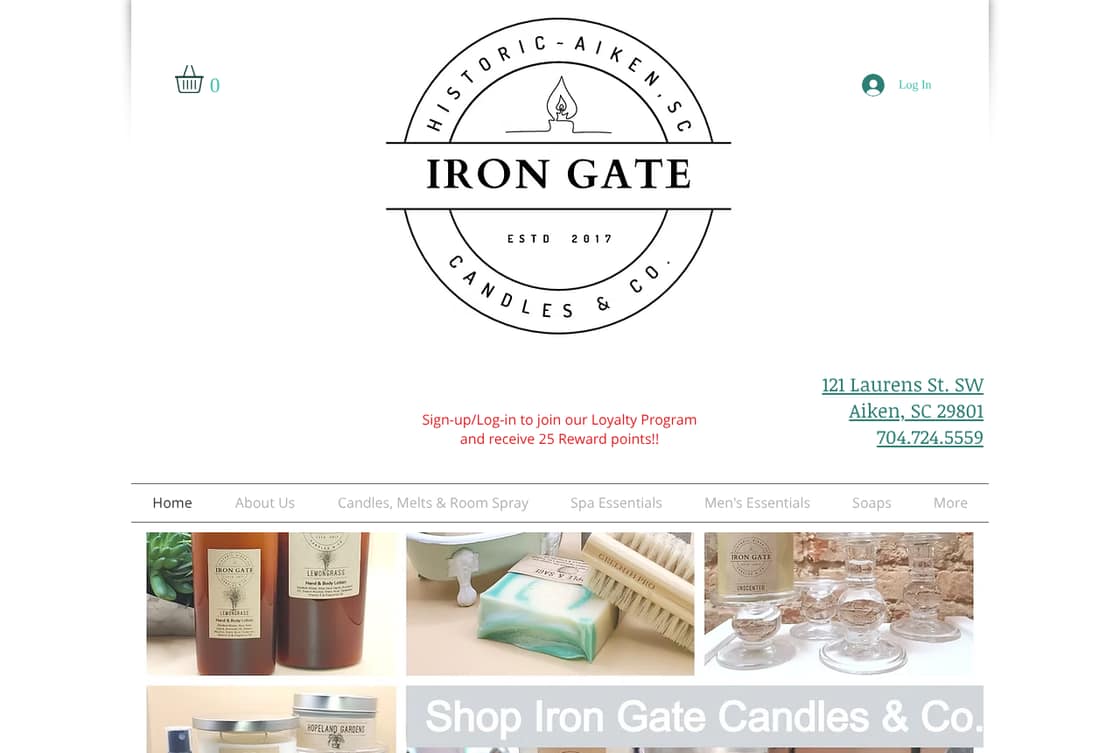 HISTORIC-AIKEN, SC
0
Log In
IRON GATE
ESTD 2017
CANDLES & CO.
121 Laurens St. SW
Aiken, SC 29801
704.724.5559
Sign-up/Log-in to join our Loyalty Program
and receive 25 Reward points!!
Home About Us Candles, Melts & Room Spray Spa Essentials Men's Essentials Soaps More
IRON GATE
LEMONGRASS
Hand & Body Lotion
LEMONGRASS
Hand & Body Lotion
& SAGE
IRON GATE
UNSCENTED
HOPELAND GARDENS
Shop Iron Gate Candles & Co.